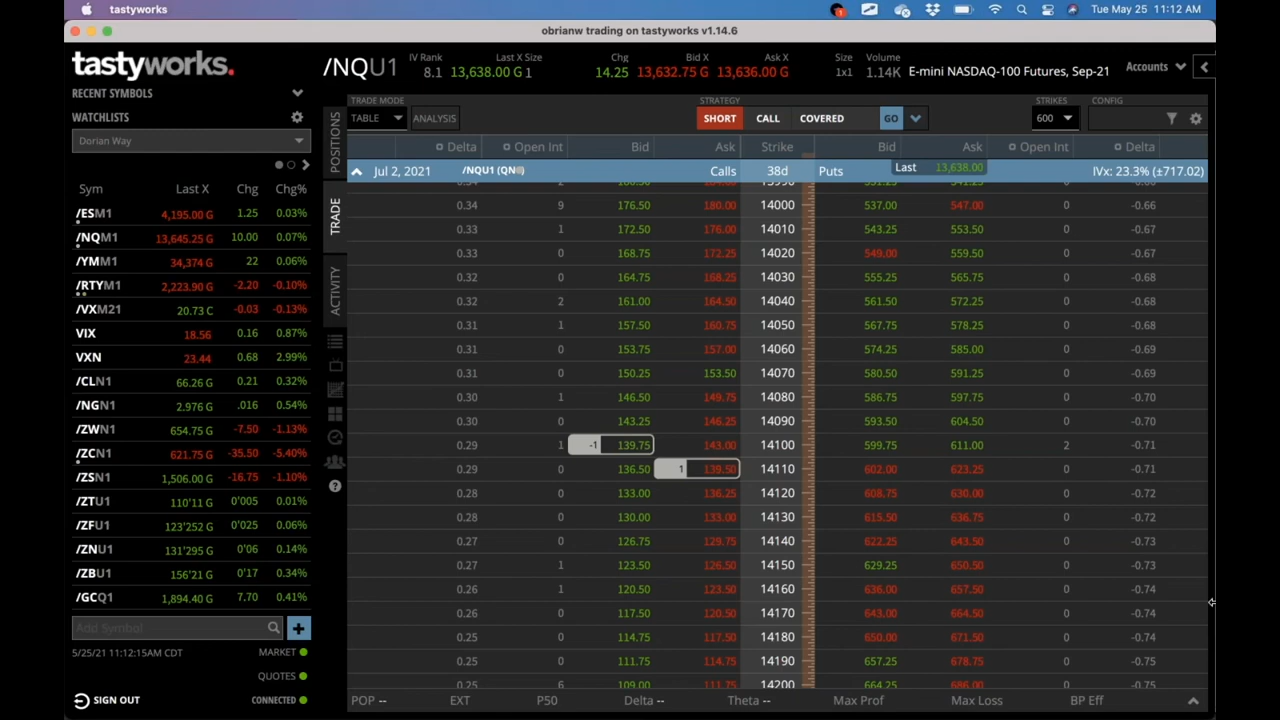 tastyworks
Tue May 25 11:12 AM
obrianw trading on tastyworks v1.14.6
tastyworks.
/NQU1
IV Rank Last X Size Chg Bid X Ask X Size Volume
8.1 13,638.00 G 1 14.25 13,632.75 G 13,636.00 G 1x1 1.14K E-mini NASDAQ-100 Futures, Sep-21 Accounts
RECENT SYMBOLS
WATCHLISTS
Dorian Way
TRADE MODE STRATEGY STRIKES CONFIG
TABLE ANALYSIS SHORT CALL COVERED GO 600
POSITIONS
TRADE
ACTIVITY
Delta Open Int Bid Ask Strike Bid Ask Open Int Delta
Jul 2, 2021 /NQU1 Calls 38d Puts Last 13,638.00 IVx: 23.3% (±717.02)
0.34 9 176.50 180.00 14000 537.00 547.00 -0.66
0.33 1 172.50 176.00 14010 543.25 553.50 0 -0.67
0.33 0 168.75 172.25 14020 549.00 559.50 0 -0.67
0.32 0 164.75 168.25 14030 555.25 565.75 0 -0.68
0.32 2 161.00 164.50 14040 561.50 572.25 0 -0.68
0.31 1 157.50 160.75 14050 567.75 578.25 0 -0.68
0.31 0 153.75 157.00 14060 574.25 585.00 0 -0.69
0.31 0 150.25 153.50 14070 580.50 591.25 0 -0.69
0.30 1 146.50 149.75 14080 586.75 597.75 0 -0.70
0.30 0 143.25 146.25 14090 593.50 604.50 0 -0.70
0.29 1 -1 139.75 143.00 14100 599.75 611.00 2 -0.71
0.29 0 136.50 1 139.50 14110 602.00 623.25 0 -0.71
0.28 0 133.00 136.25 14120 608.75 630.00 0 -0.72
0.28 0 130.00 133.00 14130 615.50 636.75 0 -0.72
0.27 0 126.75 129.75 14140 622.25 643.50 0 -0.73
0.27 1 123.50 126.50 14150 629.25 650.50 0 -0.73
0.26 1 120.50 123.50 14160 636.00 657.50 0 -0.74
0.26 0 117.50 120.50 14170 643.00 664.50 0 -0.74
0.25 0 114.75 117.50 14180 650.00 671.50 0 -0.74
0.25 0 111.75 114.75 14190 657.25 678.75 0 -0.75
0.25 6 109.00 111.75 14200 664.25 686.00 0 -0.75
Sym Last X Chg Chg%
/ESM1 4,195.00 G 1.25 0.03%
/NQM1 13,645.25 G 10.00 0.07%
/YMM1 34,374 G 22 0.06%
/RTYM1 2,223.90 G -2.20 -0.10%
/VXM21 20.73 C -0.03 -0.13%
VIX 18.56 0.16 0.87%
VXN 23.44 0.68 2.99%
/CLN1 66.26 G 0.21 0.32%
/NGN1 2.976 G .016 0.54%
/ZWN1 654.75 G -7.50 -1.13%
/ZCN1 621.75 G -35.50 -5.40%
/ZSN1 1,506.00 G -16.75 -1.10%
/ZTU1 110'11 G 0'005 0.01%
/ZFU1 123'252 G 0'025 0.06%
/ZNU1 131'295 G 0'06 0.14%
/ZBU1 156'21 G 0'17 0.34%
/GCQ1 1,894.40 G 7.70 0.41%
Add Symbol
5/25/21 11:12:15AM CDT MARKET
QUOTES
SIGN OUT CONNECTED
POP -- EXT P50 Delta -- Theta -- Max Prof Max Loss BP Eff